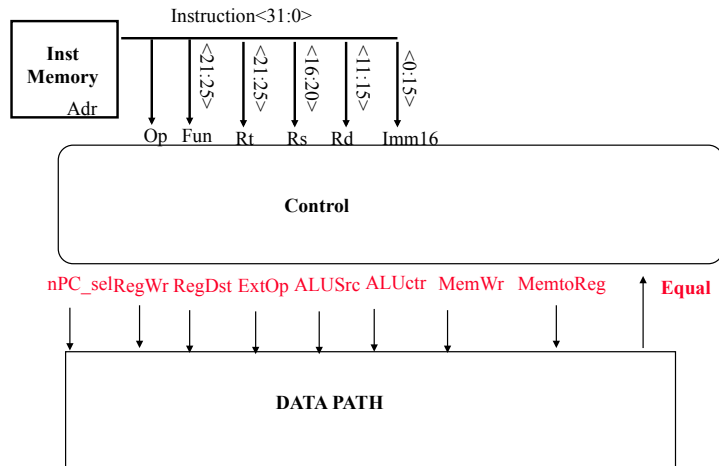 Instruction<31:0>
Inst
Memory
Adr
<21:25>
<21:25>
<16:20>
<11:15>
<0:15>
Op
Fun
Rt
Rs
Rd
Imm16
Control
nPC_sel
RegWr
RegDst
ExtOp
ALUSrc
ALUctr
MemWr
MemtoReg
Equal
DATA PATH